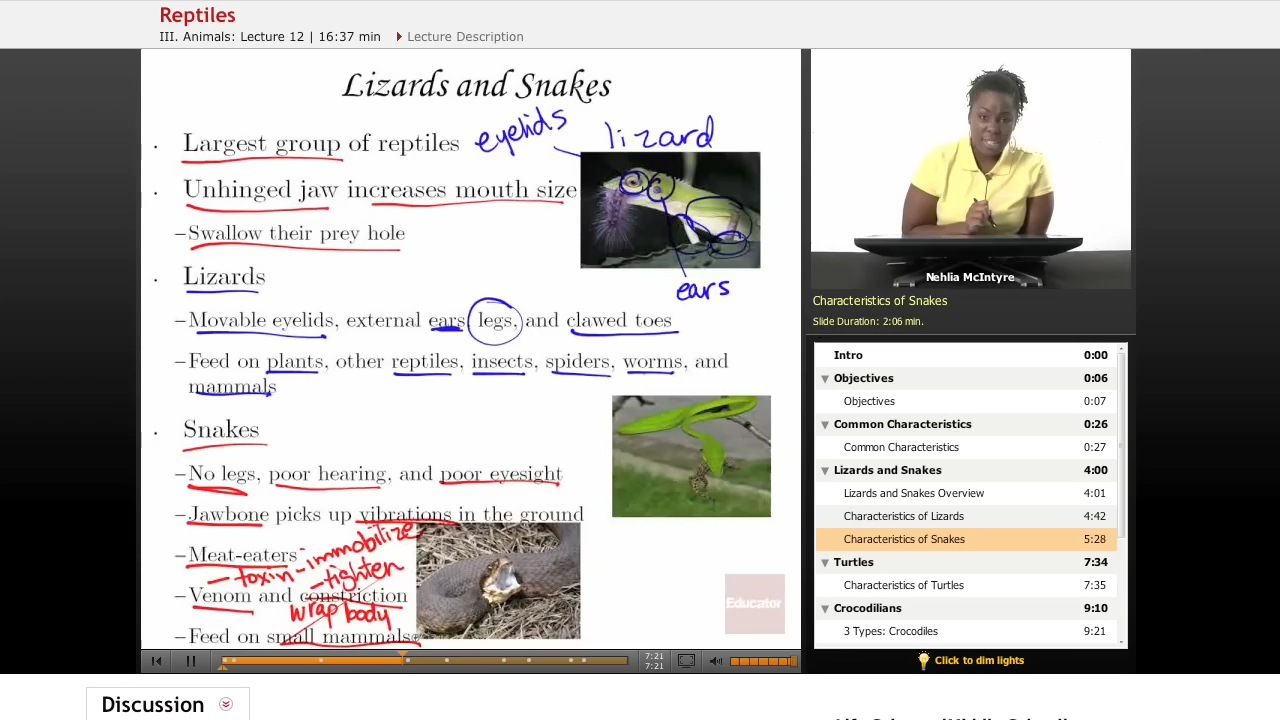 Reptiles
III. Animals: Lecture 12 | 16:37 min Lecture Description
Lizards and Snakes
eyelids
lizard
· Largest group of reptiles
· Unhinged jaw increases mouth size
–Swallow their prey hole
ears
· Lizards
–Movable eyelids, external ears, legs, and clawed toes
–Feed on plants, other reptiles, insects, spiders, worms, and
mammals
· Snakes
–No legs, poor hearing, and poor eyesight
–Jawbone picks up vibrations in the ground
–Meat-eaters
– toxin - immobilize
– tighten
–Venom and constriction
wrap body
–Feed on small mammals
Educator
7:21
7:21
Nehlia McIntyre
Characteristics of Snakes
Slide Duration: 2:06 min.
Intro 0:00
Objectives 0:06
Objectives 0:07
Common Characteristics 0:26
Common Characteristics 0:27
Lizards and Snakes 4:00
Lizards and Snakes Overview 4:01
Characteristics of Lizards 4:42
Characteristics of Snakes 5:28
Turtles 7:34
Characteristics of Turtles 7:35
Crocodilians 9:10
3 Types: Crocodiles 9:21
Click to dim lights
Discussion